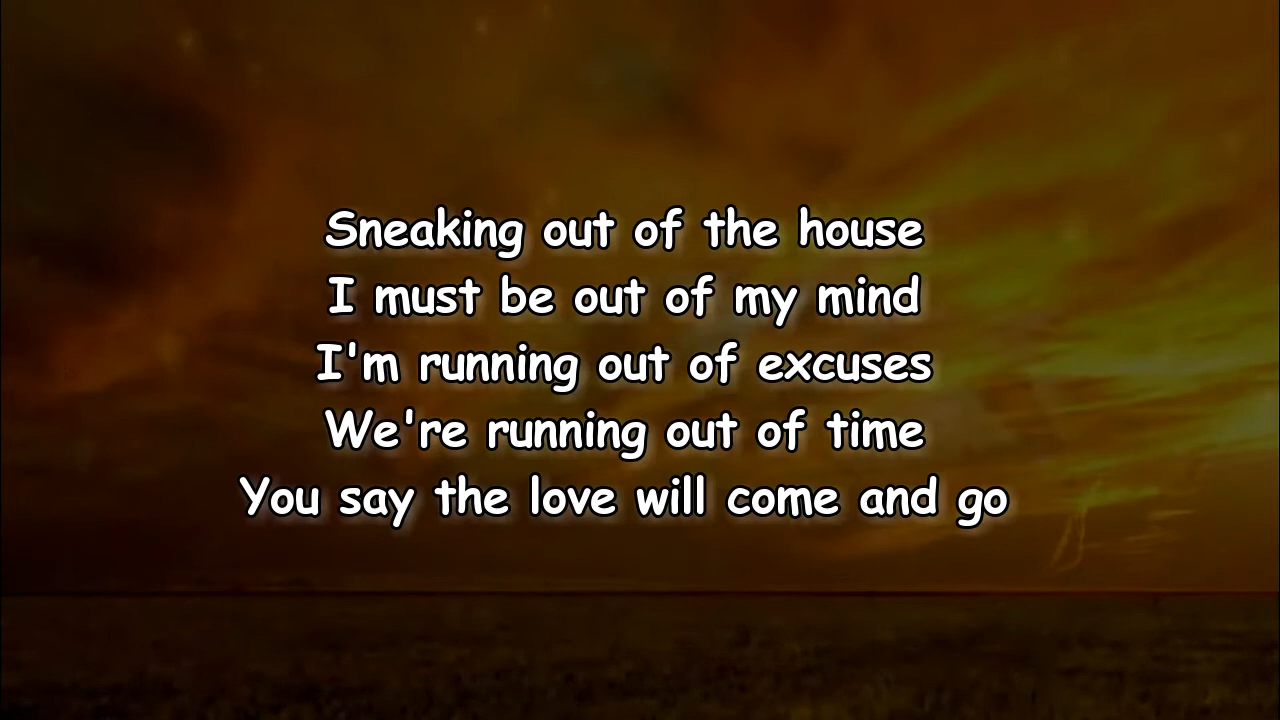 Sneaking out of the house
I must be out of my mind
I'm running out of excuses
We're running out of time
You say the love will come and go